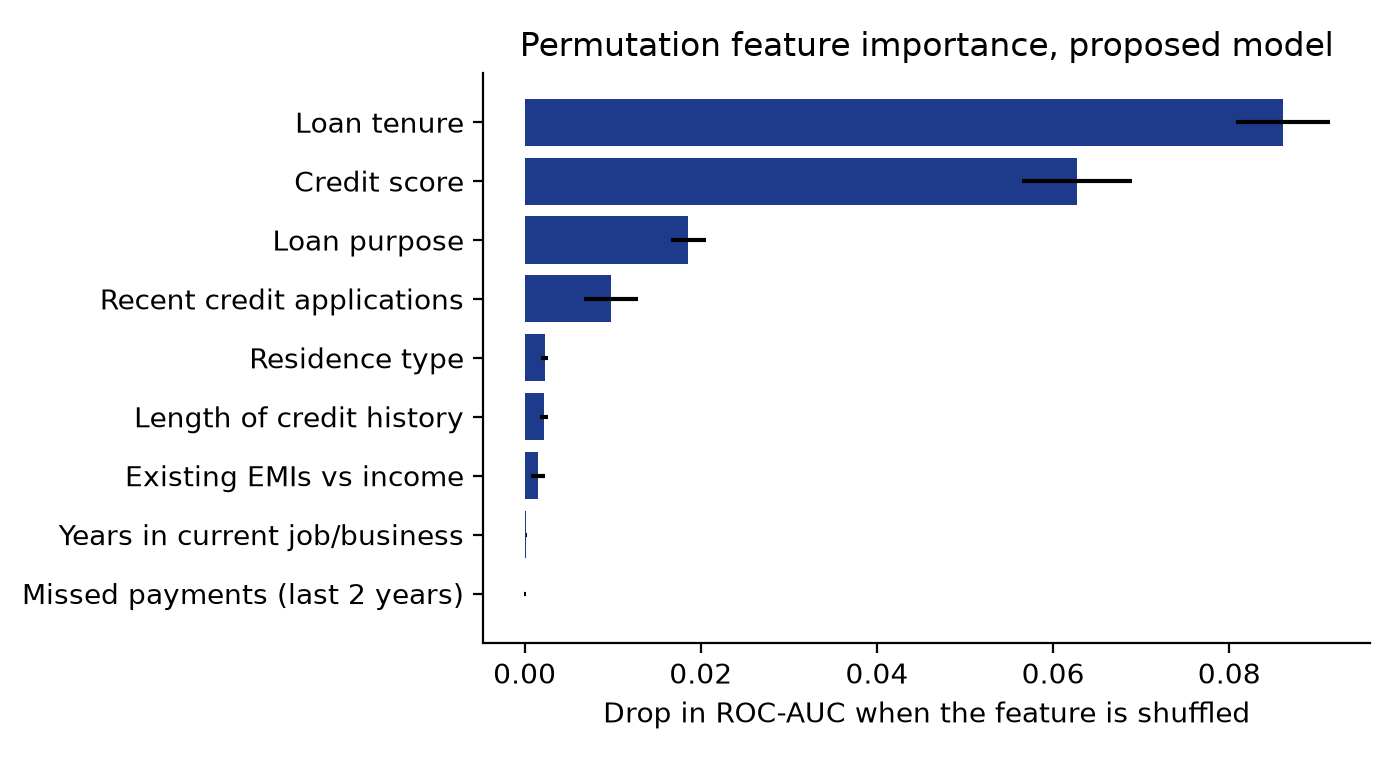 Permutation feature importance, proposed model
Loan tenure
Credit score
Loan purpose
Recent credit applications
Residence type
Length of credit history
Existing EMIs vs income
Years in current job/business
Missed payments (last 2 years)
0.00 0.02 0.04 0.06 0.08
Drop in ROC-AUC when the feature is shuffled